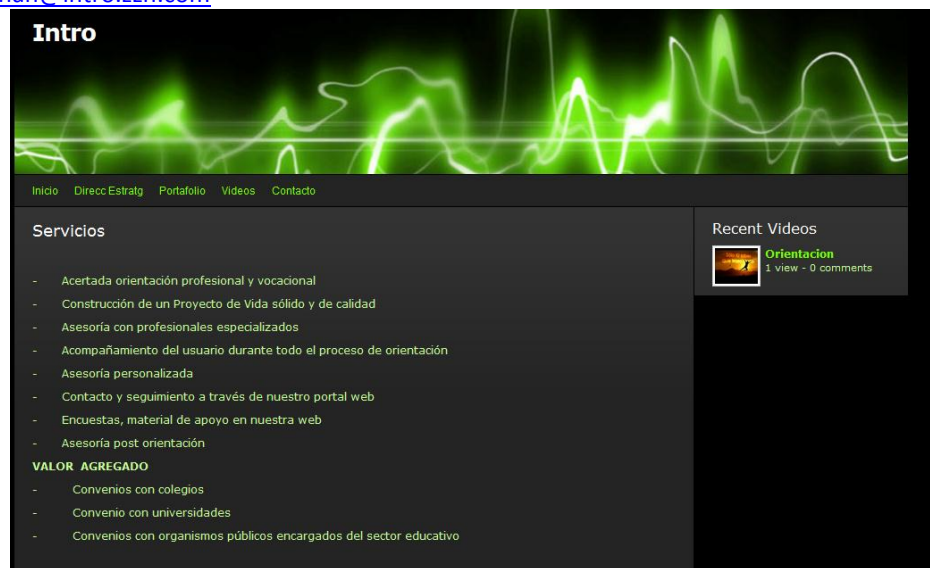 Intro
Inicio Direcc Estratg Portafolio Videos Contacto
Servicios
- Acertada orientación profesional y vocacional
- Construcción de un Proyecto de Vida sólido y de calidad
- Asesoría con profesionales especializados
- Acompañamiento del usuario durante todo el proceso de orientación
- Asesoría personalizada
- Contacto y seguimiento a través de nuestro portal web
- Encuestas, material de apoyo en nuestra web
- Asesoría post orientación
VALOR AGREGADO
- Convenios con colegios
- Convenio con universidades
- Convenios con organismos públicos encargados del sector educativo
Recent Videos
Orientacion
1 view - 0 comments